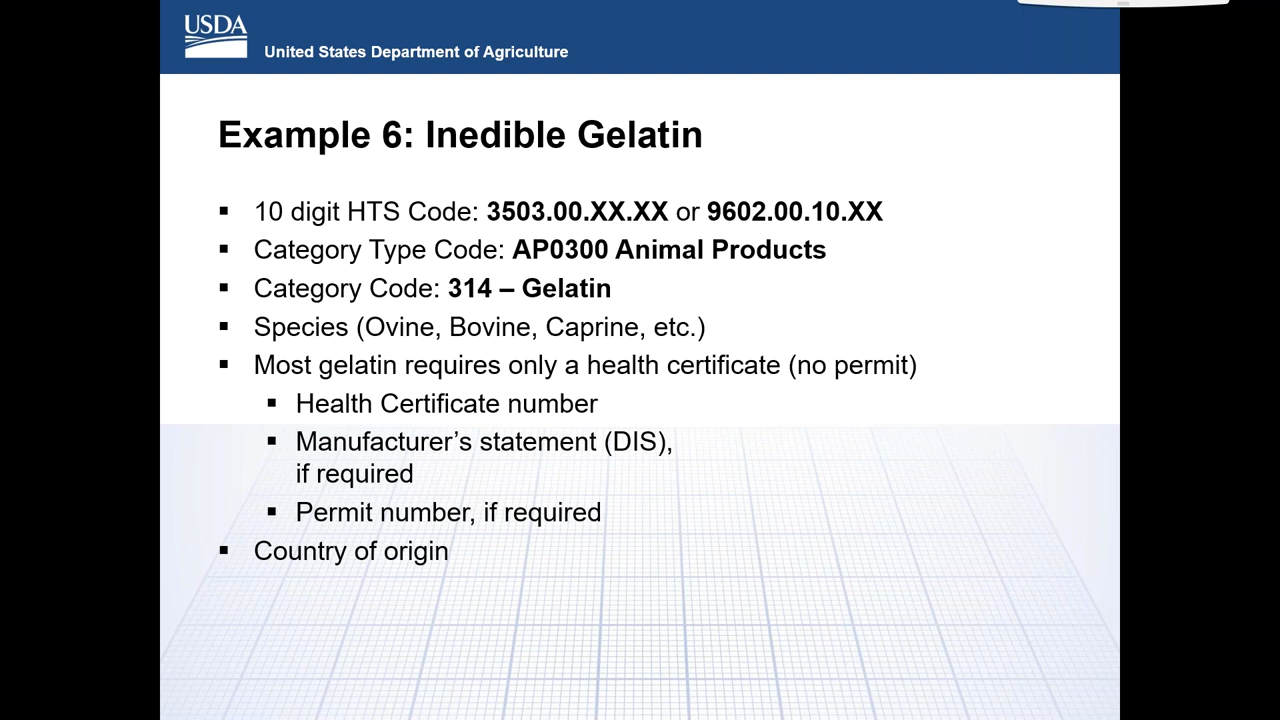 USDA
United States Department of Agriculture
Example 6: Inedible Gelatin
▪ 10 digit HTS Code: 3503.00.XX.XX or 9602.00.10.XX
▪ Category Type Code: AP0300 Animal Products
▪ Category Code: 314 – Gelatin
▪ Species (Ovine, Bovine, Caprine, etc.)
▪ Most gelatin requires only a health certificate (no permit)
▪ Health Certificate number
▪ Manufacturer’s statement (DIS),
if required
▪ Permit number, if required
▪ Country of origin